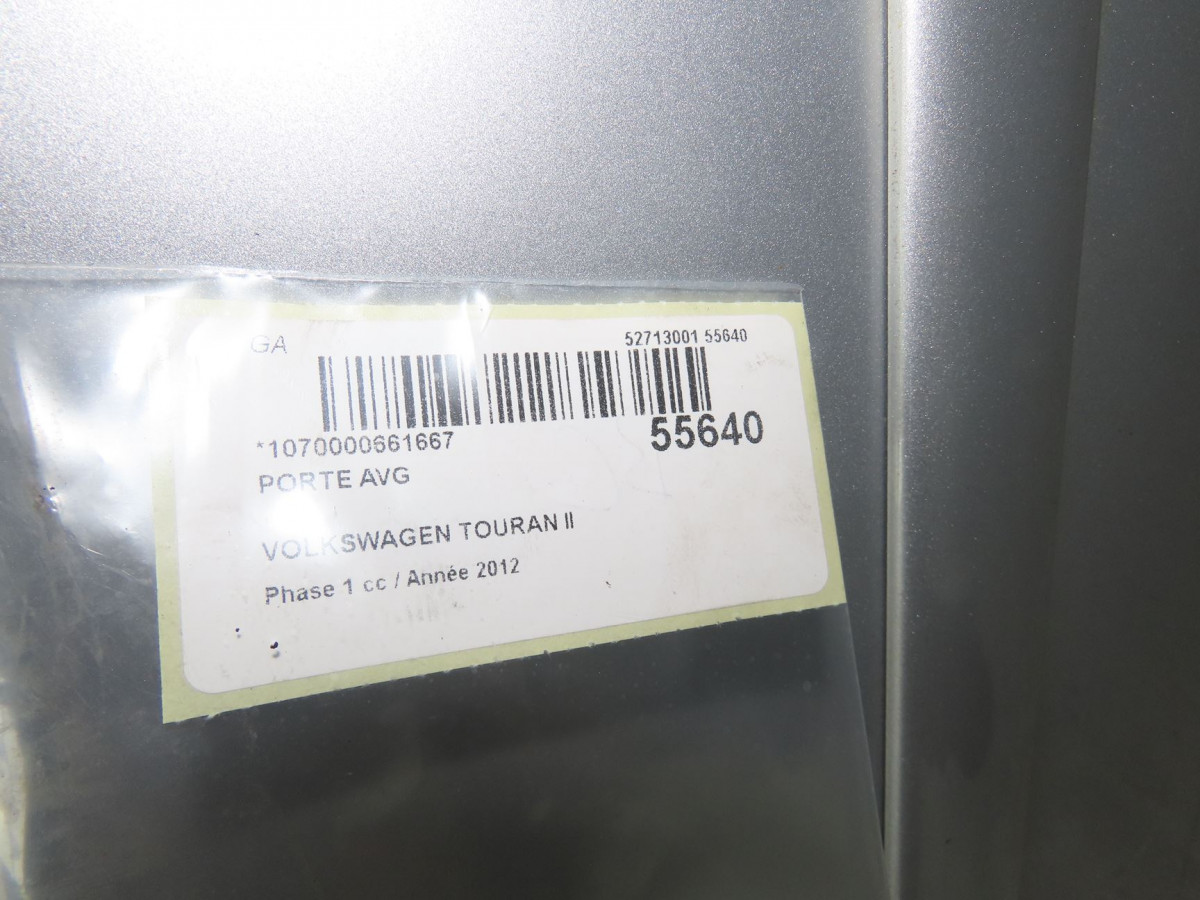 GA
52713001 55640
*1070000661667
55640
PORTE AVG
VOLKSWAGEN TOURAN II
Phase 1 cc / Année 2012